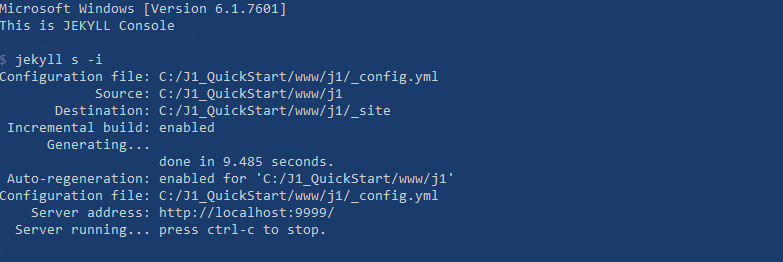 Microsoft Windows [Version 6.1.7601]
This is JEKYLL Console
$ jekyll s -i
Configuration file: C:/J1_QuickStart/www/j1/_config.yml
Source: C:/J1_QuickStart/www/j1
Destination: C:/J1_QuickStart/www/j1/_site
Incremental build: enabled
Generating...
done in 9.485 seconds.
Auto-regeneration: enabled for 'C:/J1_QuickStart/www/j1'
Configuration file: C:/J1_QuickStart/www/j1/_config.yml
Server address: http://localhost:9999/
Server running... press ctrl-c to stop.